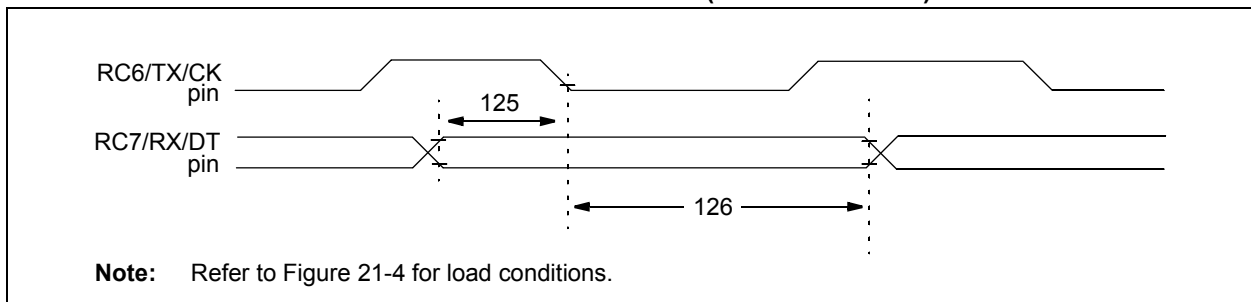 RC6/TX/CK
pin
125
RC7/RX/DT
pin
126
Note: Refer to Figure 21-4 for load conditions.